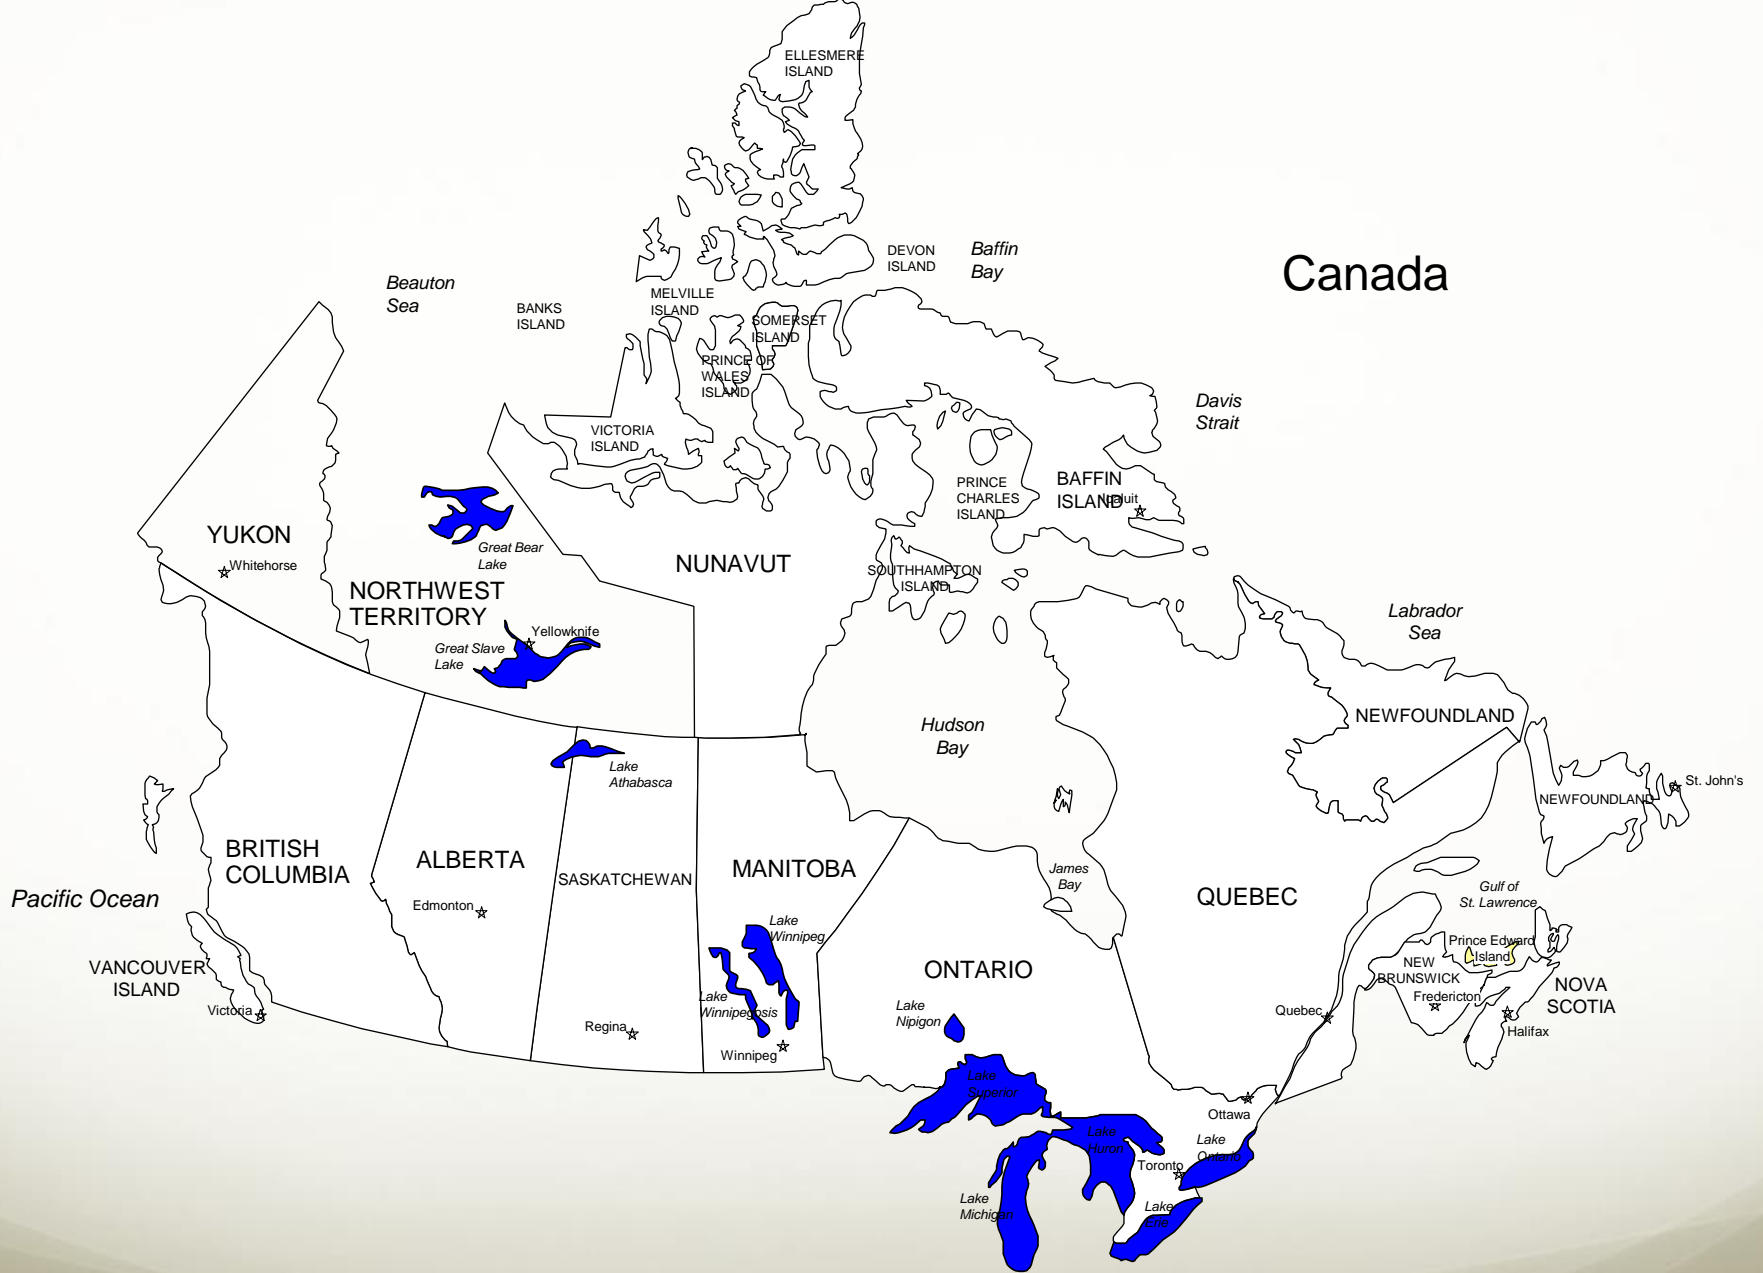 ELLESMERE
ISLAND
DEVON
ISLAND
Baffin
Bay
Canada
Beauton
Sea
BANKS
ISLAND
MELVILLE
ISLAND
SOMERSET
ISLAND
PRINCE OF
WALES
ISLAND
Davis
Strait
VICTORIA
ISLAND
PRINCE
CHARLES
ISLAND
BAFFIN
ISLAND
Iqaluit
YUKON
Whitehorse
Great Bear
Lake
NORTHWEST
TERRITORY
NUNAVUT
SOUTHHAMPTON
ISLAND
Labrador
Sea
Yellowknife
Great Slave
Lake
Hudson
Bay
NEWFOUNDLAND
Lake
Athabasca
St. John's
NEWFOUNDLAND
BRITISH
COLUMBIA
ALBERTA
SASKATCHEWAN
MANITOBA
James
Bay
QUEBEC
Gulf of
St. Lawrence
Pacific Ocean
Edmonton
Lake
Winnipeg
Prince Edward
Island
VANCOUVER
ISLAND
ONTARIO
NEW
BRUNSWICK
NOVA
SCOTIA
Lake
Winnipegosis
Fredericton
Victoria
Lake
Nipigon
Quebec
Regina
Halifax
Winnipeg
Lake
Superior
Ottawa
Lake
Huron
Lake
Ontario
Toronto
Lake
Michigan
Lake
Erie